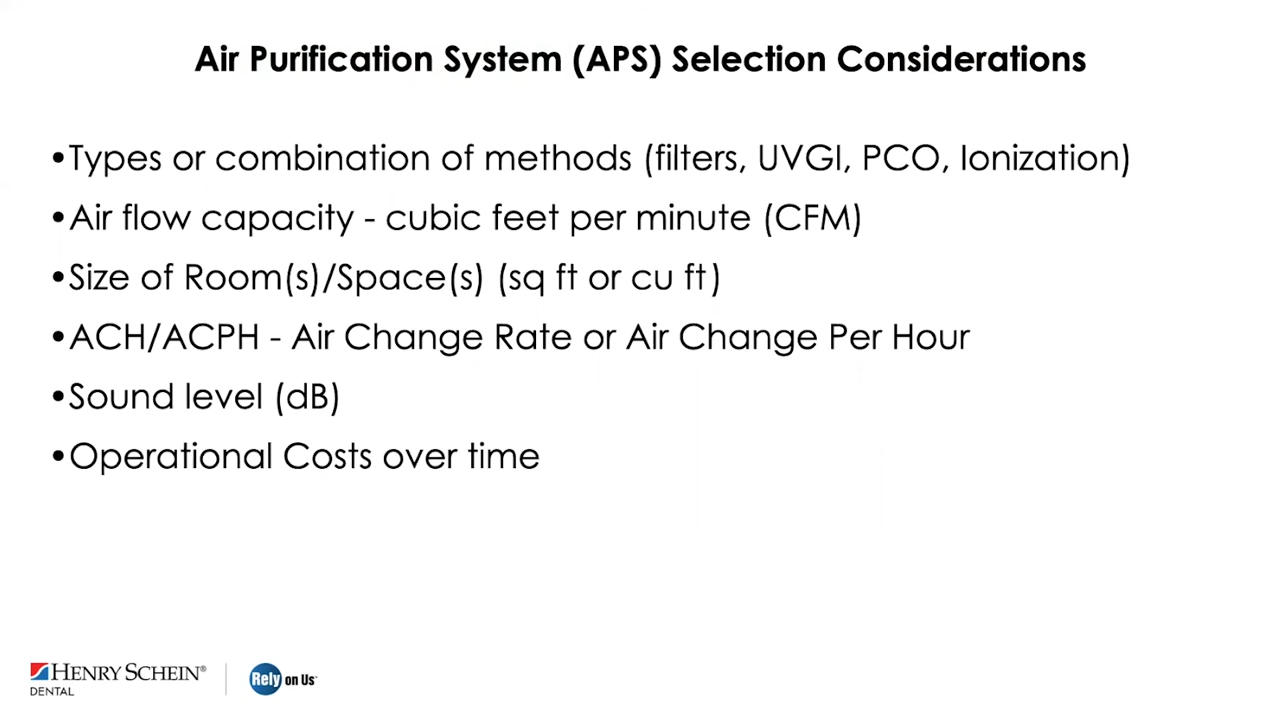 Air Purification System (APS) Selection Considerations
•Types or combination of methods (filters, UVGI, PCO, Ionization)
•Air flow capacity - cubic feet per minute (CFM)
•Size of Room(s)/Space(s) (sq ft or cu ft)
•ACH/ACPH - Air Change Rate or Air Change Per Hour
•Sound level (dB)
•Operational Costs over time
HENRY SCHEIN®
DENTAL
Rely on Us™